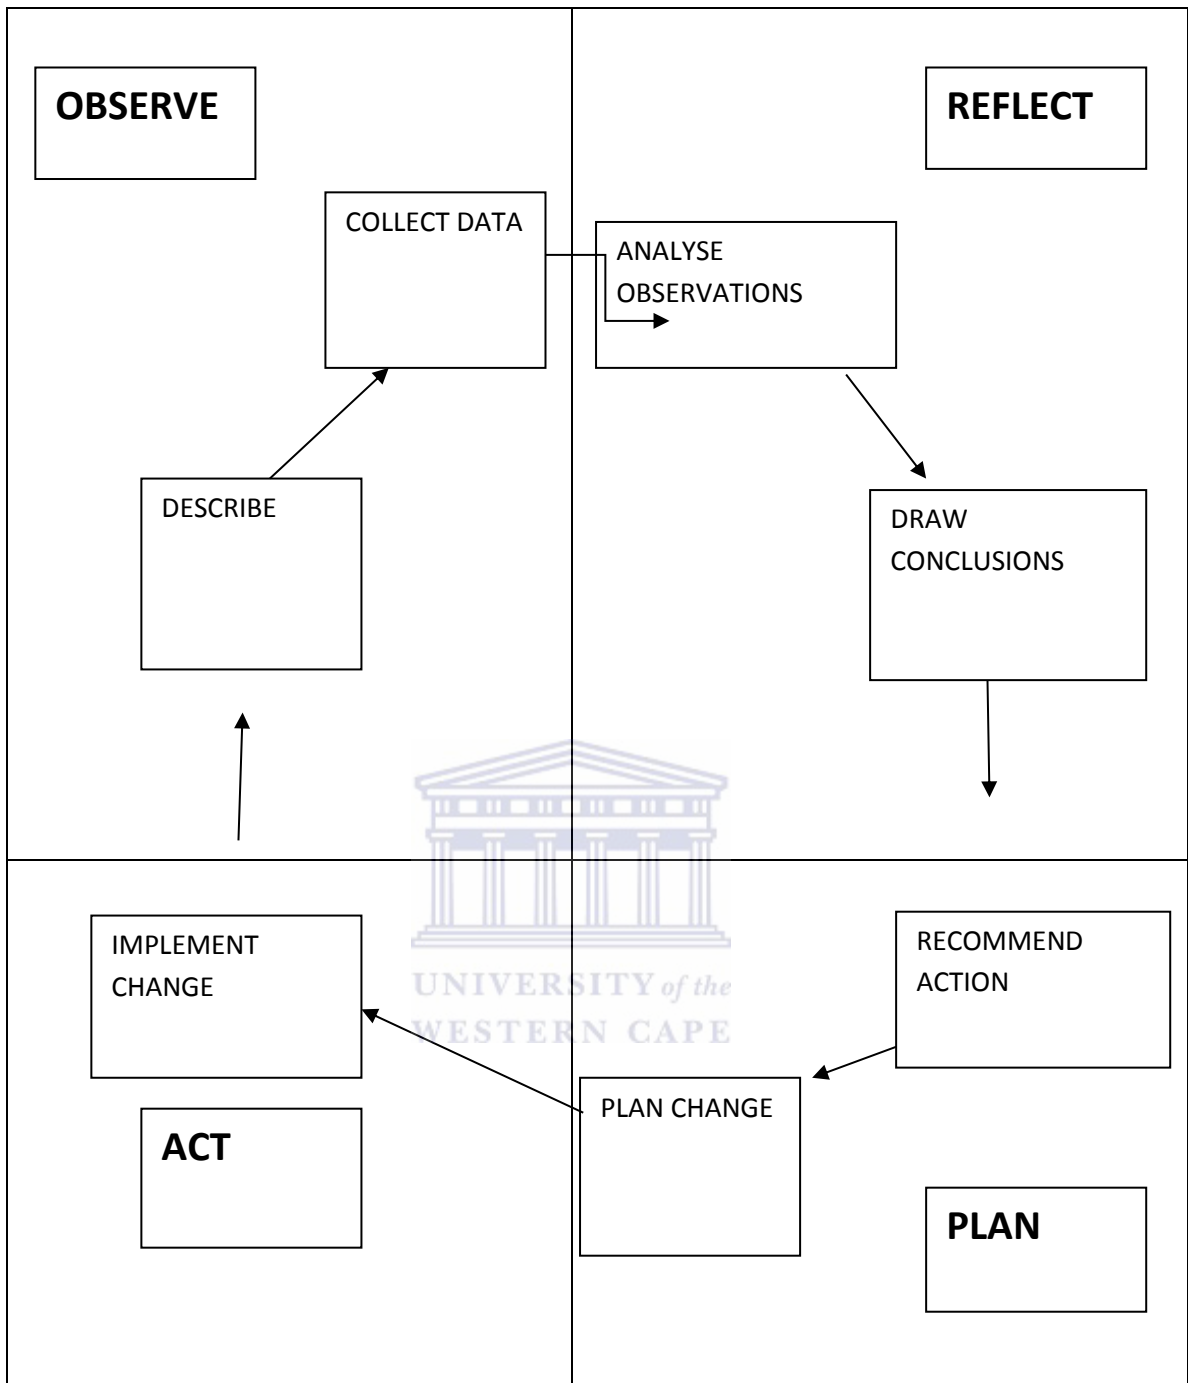 OBSERVE
REFLECT
COLLECT DATA
ANALYSE
OBSERVATIONS
DESCRIBE
DRAW
CONCLUSIONS
IMPLEMENT
CHANGE
RECOMMEND
ACTION
UNIVERSITY of the
WESTERN CAPE
PLAN CHANGE
ACT
PLAN